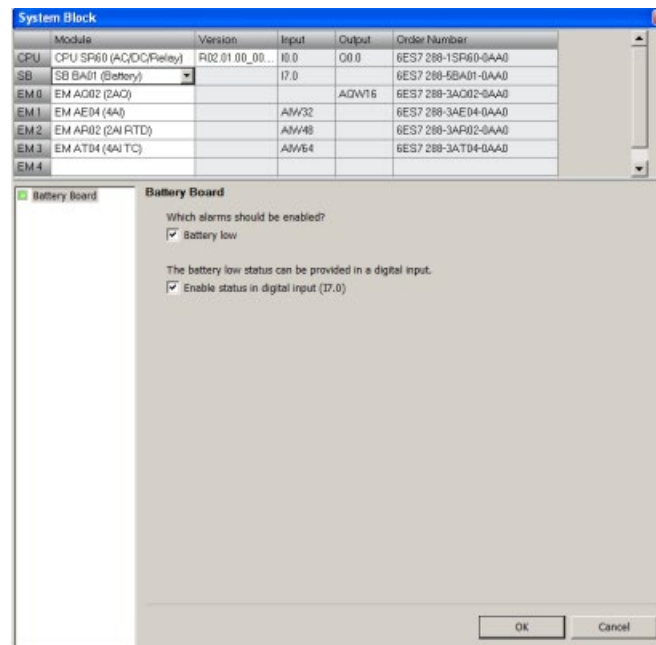 System Block
Module Version Input Output Order Number
CPU CPU SR60 (AC/DC/Relay) R02.01.00_00... I0.0 Q0.0 6ES7 288-1SR60-0AA0
SB SB BA01 (Battery) I7.0 6ES7 288-5BA01-0AA0
EM 0 EM AQ02 (2AQ) AQW16 6ES7 288-3AQ02-0AA0
EM 1 EM AE04 (4AI) AIW32 6ES7 288-3AE04-0AA0
EM 2 EM AR02 (2AI RTD) AIW48 6ES7 288-3AR02-0AA0
EM 3 EM AT04 (4AI TC) AIW64 6ES7 288-3AT04-0AA0
EM 4
Battery Board
Battery Board
Which alarms should be enabled?
Battery low
The battery low status can be provided in a digital input.
Enable status in digital input (I7.0)
OK Cancel